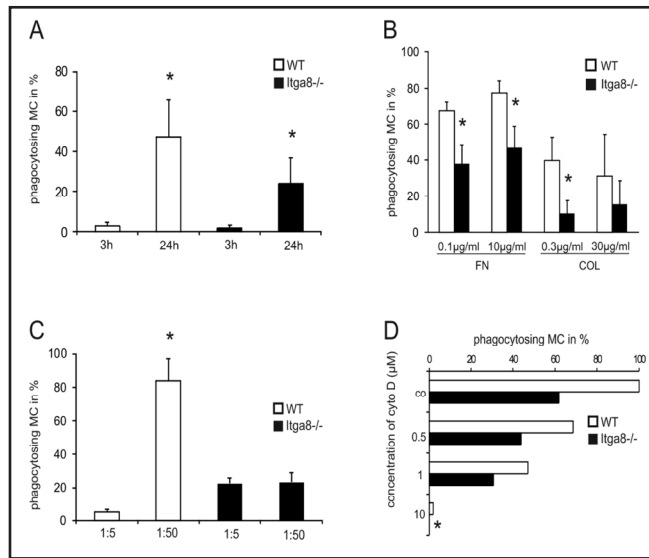 A
phagocytosing MC in %
80
60
40
20
0
*
*
WT
Itga8-/-
3h 24h 3h 24h
B
phagocytosing MC in %
100
80
60
40
20
0
*
*
*
WT
Itga8-/-
0.1µg/ml 10µg/ml 0.3µg/ml 30µg/ml
FN COL
C
phagocytosing MC in %
100
80
60
40
20
0
*
WT
Itga8-/-
1:5 1:50 1:5 1:50
D
phagocytosing MC in %
0 20 40 60 80 100
concentration of cyto D (µM)
co
0.5
1
10
WT
Itga8-/-
*